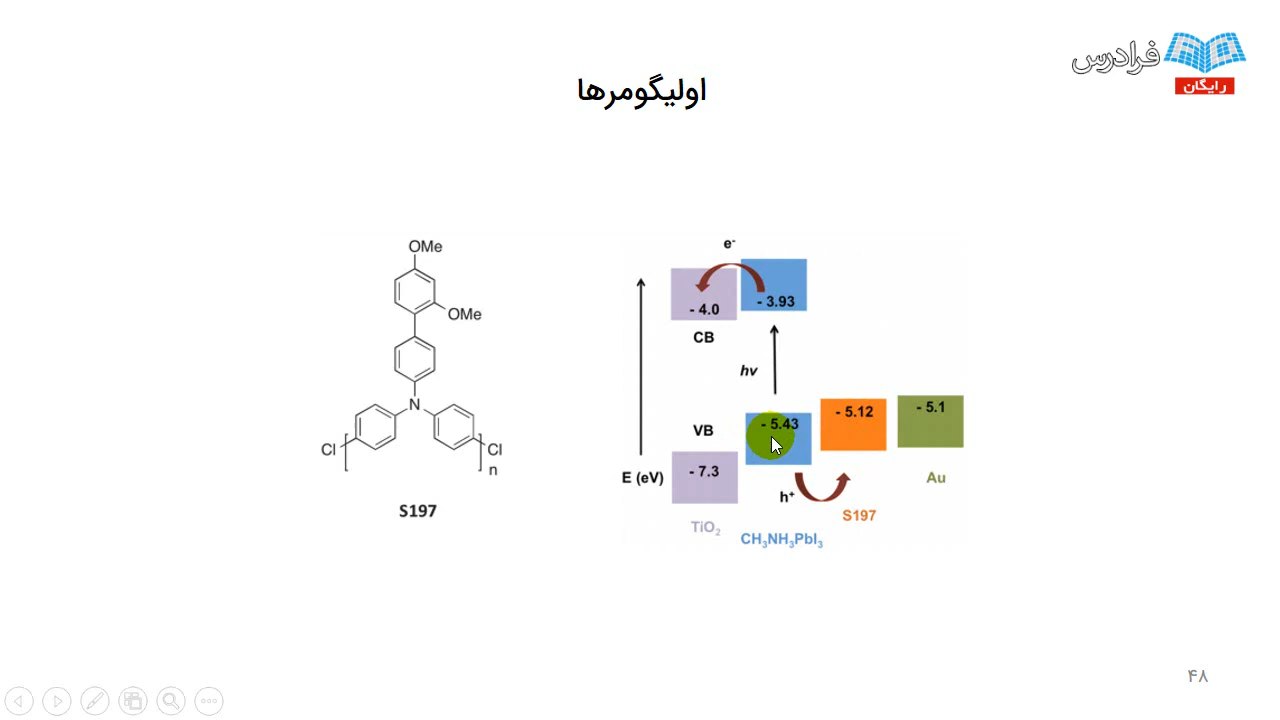 فرادرس
رایگان
اولیگومرها
OMe
OMe
N
Cl
Cl
n
S197
e-
- 4.0
- 3.93
CB
hv
VB
- 5.43
- 5.12
- 5.1
- 7.3
E (eV)
h+
Au
TiO2
S197
CH3NH3PbI3
۴۸